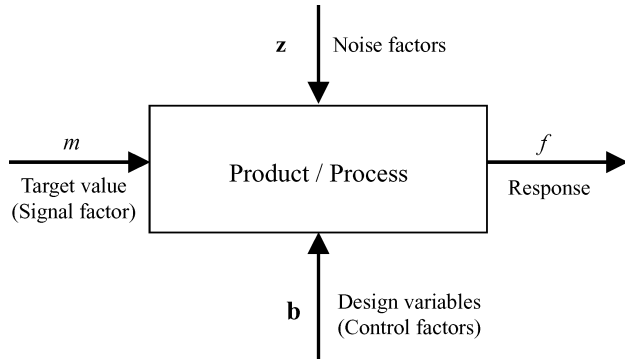 z Noise factors
m
Target value
(Signal factor)
Product / Process
f
Response
b
Design variables
(Control factors)